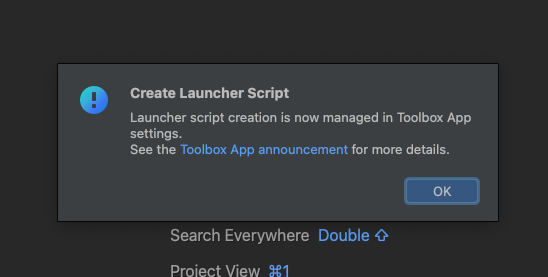 Create Launcher Script
Launcher script creation is now managed in Toolbox App
settings.
See the Toolbox App announcement for more details.
OK
Search Everywhere Double ⇧
Project View ⌘1